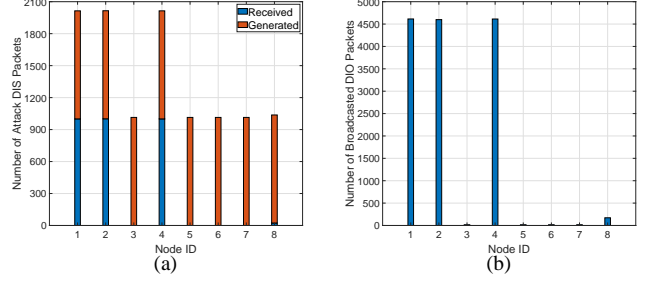 Number of Attack DIS Packets
2100
1800
1500
1200
900
600
300
0
Received
Generated
1 2 3 4 5 6 7 8
Node ID
(a)
Number of Broadcasted DIO Packets
5000
4500
4000
3500
3000
2500
2000
1500
1000
500
0
1 2 3 4 5 6 7 8
Node ID
(b)